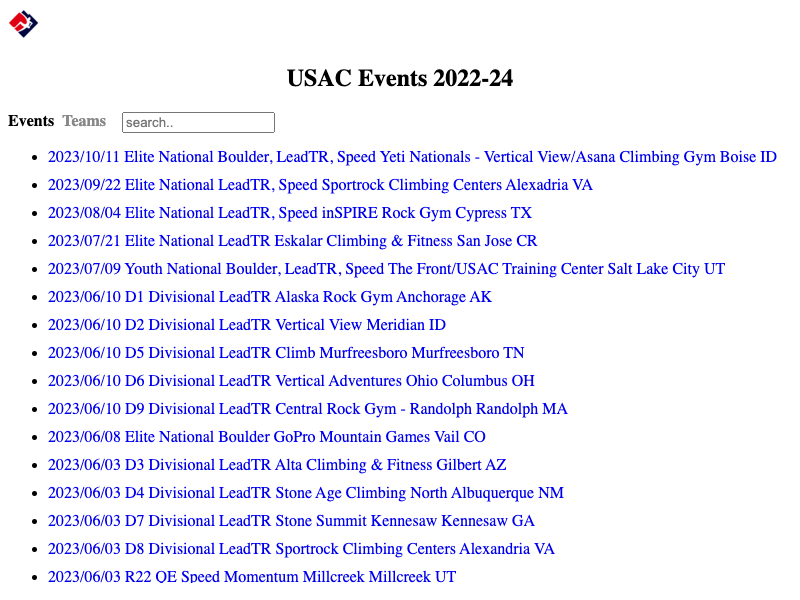 USAC Events 2022-24
Events Teams search..
2023/10/11 Elite National Boulder, LeadTR, Speed Yeti Nationals - Vertical View/Asana Climbing Gym Boise ID
2023/09/22 Elite National LeadTR, Speed Sportrock Climbing Centers Alexadria VA
2023/08/04 Elite National LeadTR, Speed inSPIRE Rock Gym Cypress TX
2023/07/21 Elite National LeadTR Eskalar Climbing & Fitness San Jose CR
2023/07/09 Youth National Boulder, LeadTR, Speed The Front/USAC Training Center Salt Lake City UT
2023/06/10 D1 Divisional LeadTR Alaska Rock Gym Anchorage AK
2023/06/10 D2 Divisional LeadTR Vertical View Meridian ID
2023/06/10 D5 Divisional LeadTR Climb Murfreesboro Murfreesboro TN
2023/06/10 D6 Divisional LeadTR Vertical Adventures Ohio Columbus OH
2023/06/10 D9 Divisional LeadTR Central Rock Gym - Randolph Randolph MA
2023/06/08 Elite National Boulder GoPro Mountain Games Vail CO
2023/06/03 D3 Divisional LeadTR Alta Climbing & Fitness Gilbert AZ
2023/06/03 D4 Divisional LeadTR Stone Age Climbing North Albuquerque NM
2023/06/03 D7 Divisional LeadTR Stone Summit Kennesaw Kennesaw GA
2023/06/03 D8 Divisional LeadTR Sportrock Climbing Centers Alexandria VA
2023/06/03 R22 QE Speed Momentum Millcreek Millcreek UT